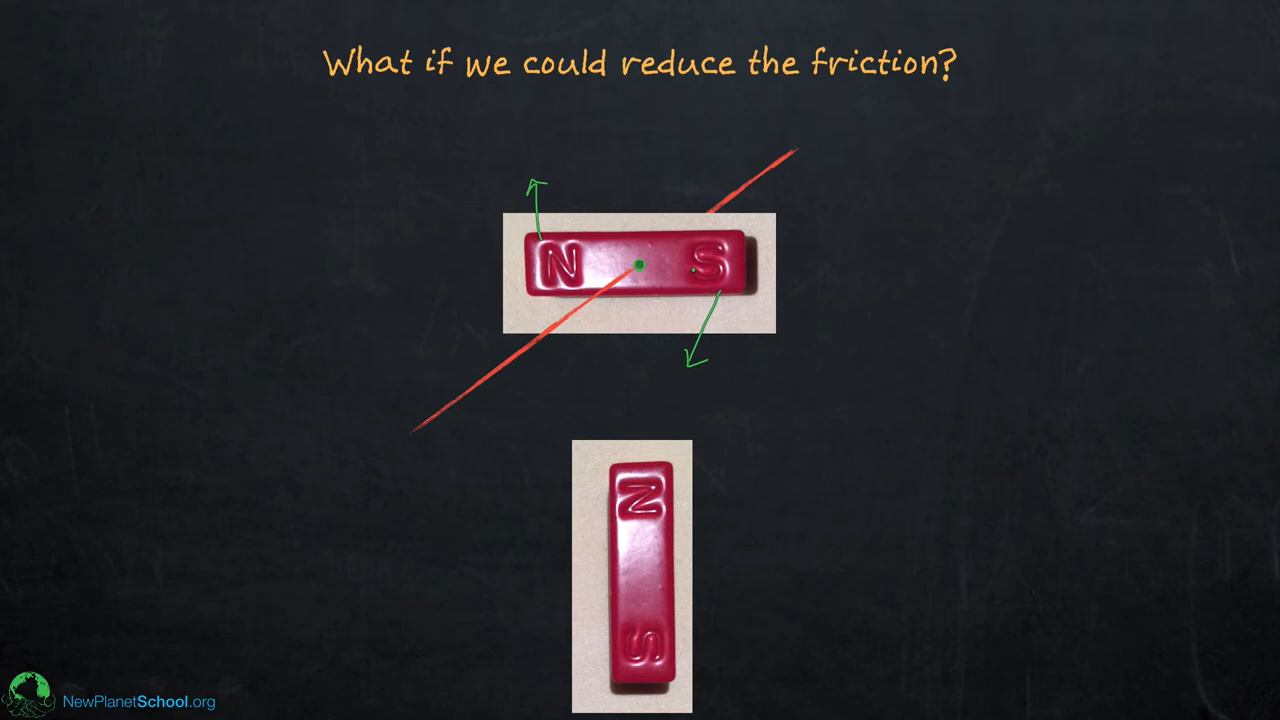 What if we could reduce the friction?
N S
N
S
NewPlanetSchool.org